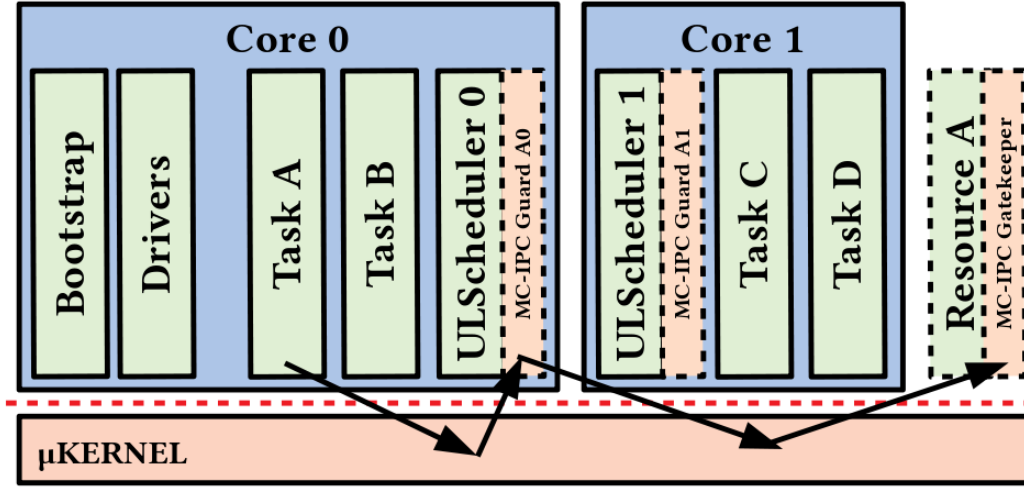 Core 0
Core 1
Bootstrap
Drivers
Task A
Task B
ULScheduler 0
MC-IPC Guard A0
ULScheduler 1
MC-IPC Guard A1
Task C
Task D
Resource A
MC-IPC Gatekeeper
μKERNEL